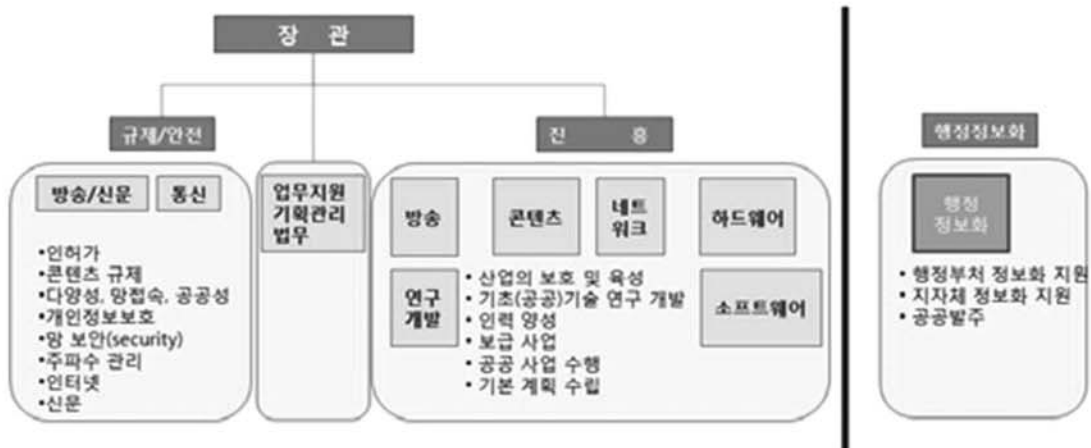 장 관
규제/안전
방송/신문
통신
•인허가
•콘텐츠 규제
•다양성, 망접속, 공공성
•개인정보보호
•망 보안(security)
•주파수 관리
•인터넷
•신문
업무지원
기획관리
법무
진 흥
방송
콘텐츠
네트
워크
하드웨어
연구
개발
• 산업의 보호 및 육성
• 기초(공공)기술 연구 개발
• 인력 양성
• 보급 사업
• 공공 사업 수행
• 기본 계획 수립
소프트웨어
행정정보화
행정
정보화
• 행정부처 정보화 지원
• 지자체 정보화 지원
• 공공발주